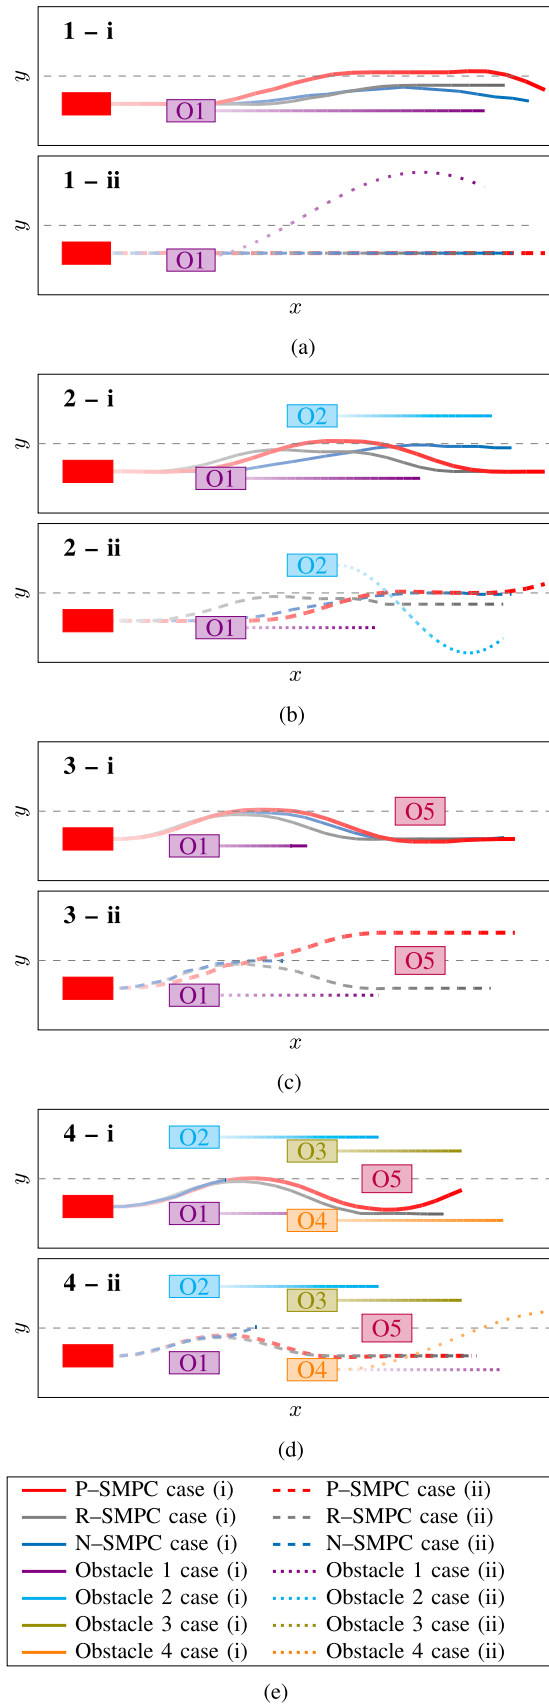 1 – i
y
O1
1 – ii
y
O1
x
(a)
2 – i
O2
y
O1
2 – ii
O2
y
O1
x
(b)
3 – i
y
O5
O1
3 – ii
y
O5
O1
x
(c)
4 – i
O2
O3
y
O5
O1
O4
4 – ii
O2
O3
y
O5
O1
O4
x
(d)
P–SMPC case (i) P–SMPC case (ii)
R–SMPC case (i) R–SMPC case (ii)
N–SMPC case (i) N–SMPC case (ii)
Obstacle 1 case (i) Obstacle 1 case (ii)
Obstacle 2 case (i) Obstacle 2 case (ii)
Obstacle 3 case (i) Obstacle 3 case (ii)
Obstacle 4 case (i) Obstacle 4 case (ii)
(e)